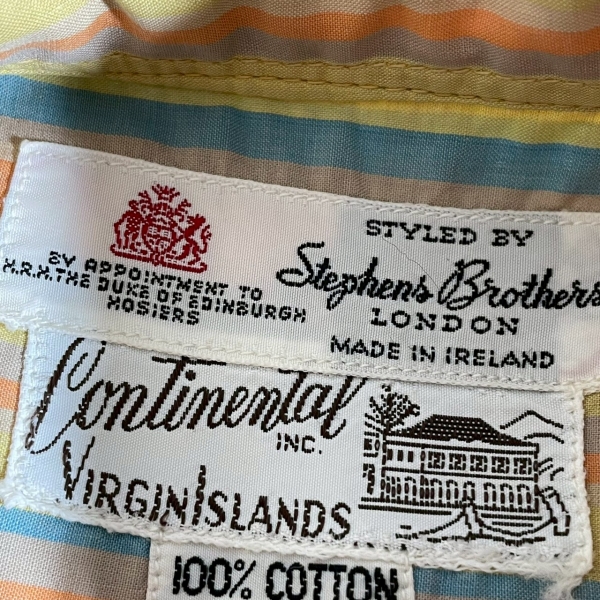 BY APPOINTMENT TO
H.R.H. THE DUKE OF EDINBURGH
HOSIERS
STYLED BY
Stephens Brothers
LONDON
MADE IN IRELAND
Continental
INC.
VIRGIN ISLANDS
100% COTTON